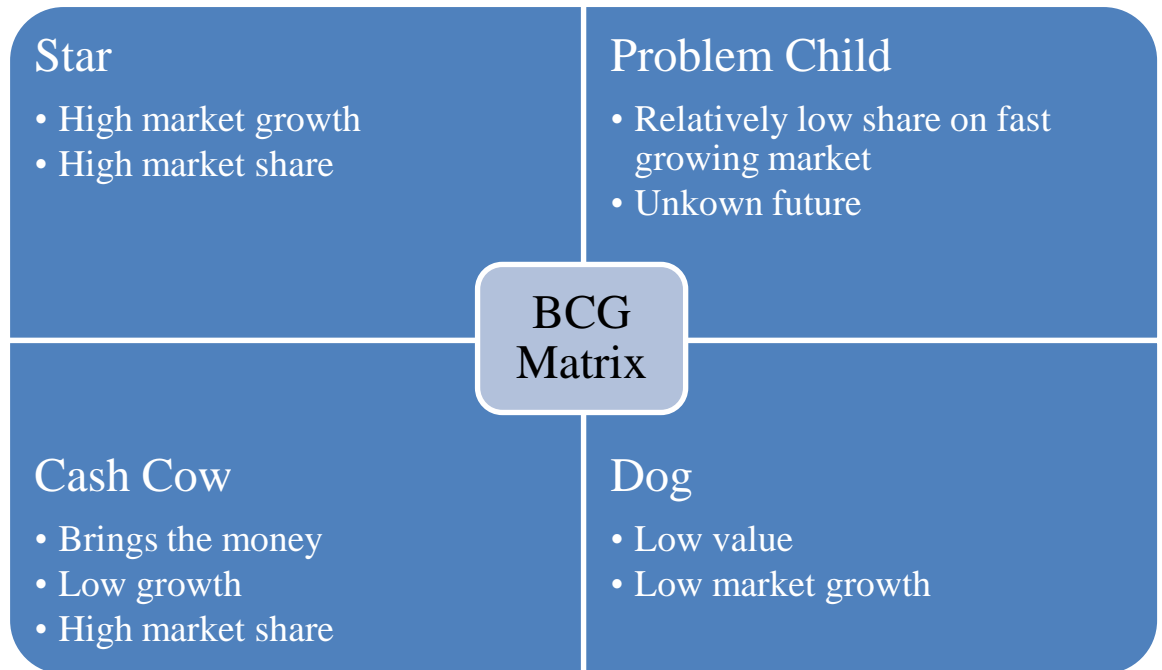 Star
• High market growth
• High market share
Problem Child
• Relatively low share on fast
growing market
• Unkown future
BCG
Matrix
Cash Cow
• Brings the money
• Low growth
• High market share
Dog
• Low value
• Low market growth